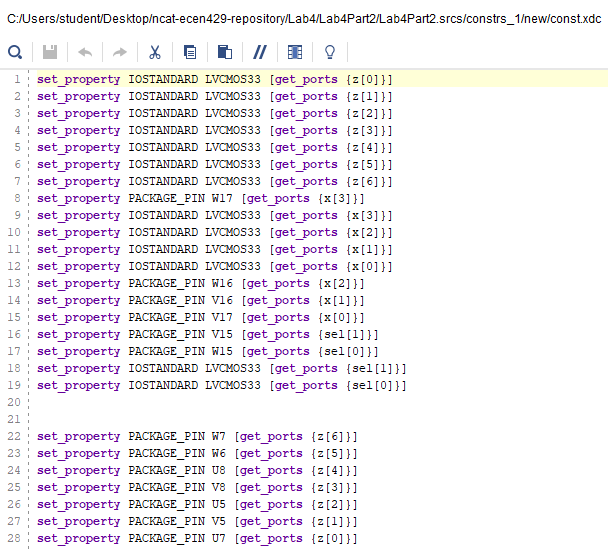 C:/Users/student/Desktop/ncat-ecen429-repository/Lab4/Lab4Part2/Lab4Part2.srcs/constrs_1/new/const.xdc
1 set_property IOSTANDARD LVCMOS33 [get_ports {z[0]}]
2 set_property IOSTANDARD LVCMOS33 [get_ports {z[1]}]
3 set_property IOSTANDARD LVCMOS33 [get_ports {z[2]}]
4 set_property IOSTANDARD LVCMOS33 [get_ports {z[3]}]
5 set_property IOSTANDARD LVCMOS33 [get_ports {z[4]}]
6 set_property IOSTANDARD LVCMOS33 [get_ports {z[5]}]
7 set_property IOSTANDARD LVCMOS33 [get_ports {z[6]}]
8 set_property PACKAGE_PIN W17 [get_ports {x[3]}]
9 set_property IOSTANDARD LVCMOS33 [get_ports {x[3]}]
10 set_property IOSTANDARD LVCMOS33 [get_ports {x[2]}]
11 set_property IOSTANDARD LVCMOS33 [get_ports {x[1]}]
12 set_property IOSTANDARD LVCMOS33 [get_ports {x[0]}]
13 set_property PACKAGE_PIN W16 [get_ports {x[2]}]
14 set_property PACKAGE_PIN V16 [get_ports {x[1]}]
15 set_property PACKAGE_PIN V17 [get_ports {x[0]}]
16 set_property PACKAGE_PIN V15 [get_ports {sel[1]}]
17 set_property PACKAGE_PIN W15 [get_ports {sel[0]}]
18 set_property IOSTANDARD LVCMOS33 [get_ports {sel[1]}]
19 set_property IOSTANDARD LVCMOS33 [get_ports {sel[0]}]
20
21
22 set_property PACKAGE_PIN W7 [get_ports {z[6]}]
23 set_property PACKAGE_PIN W6 [get_ports {z[5]}]
24 set_property PACKAGE_PIN U8 [get_ports {z[4]}]
25 set_property PACKAGE_PIN V8 [get_ports {z[3]}]
26 set_property PACKAGE_PIN U5 [get_ports {z[2]}]
27 set_property PACKAGE_PIN V5 [get_ports {z[1]}]
28 set_property PACKAGE_PIN U7 [get_ports {z[0]}]